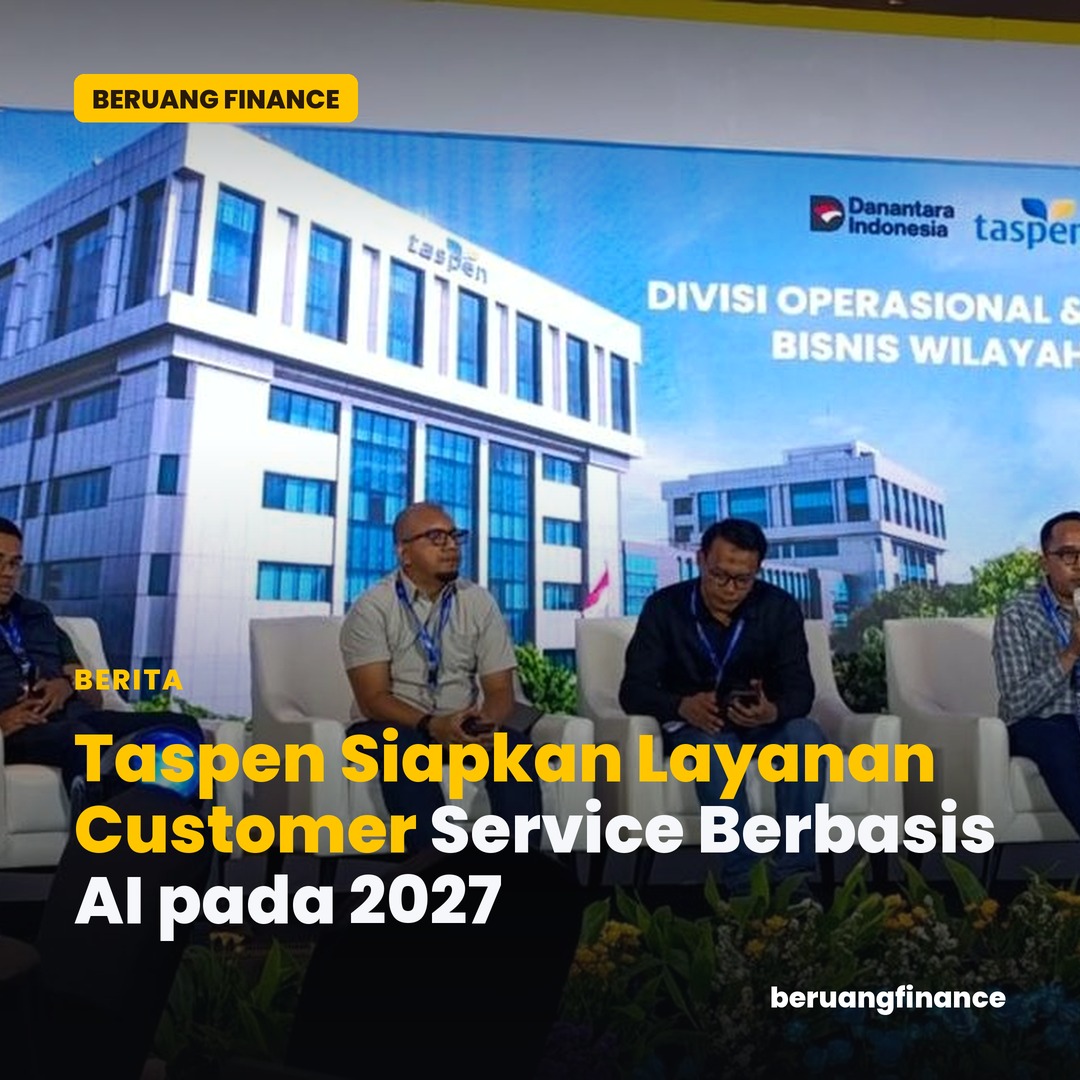 BERUANG FINANCE
Danantara
Indonesia
taspen
DIVISI OPERASIONAL &
BISNIS WILAYAH
taspen
BERITA
Taspen Siapkan Layanan
Customer Service Berbasis
AI pada 2027
beruangfinance